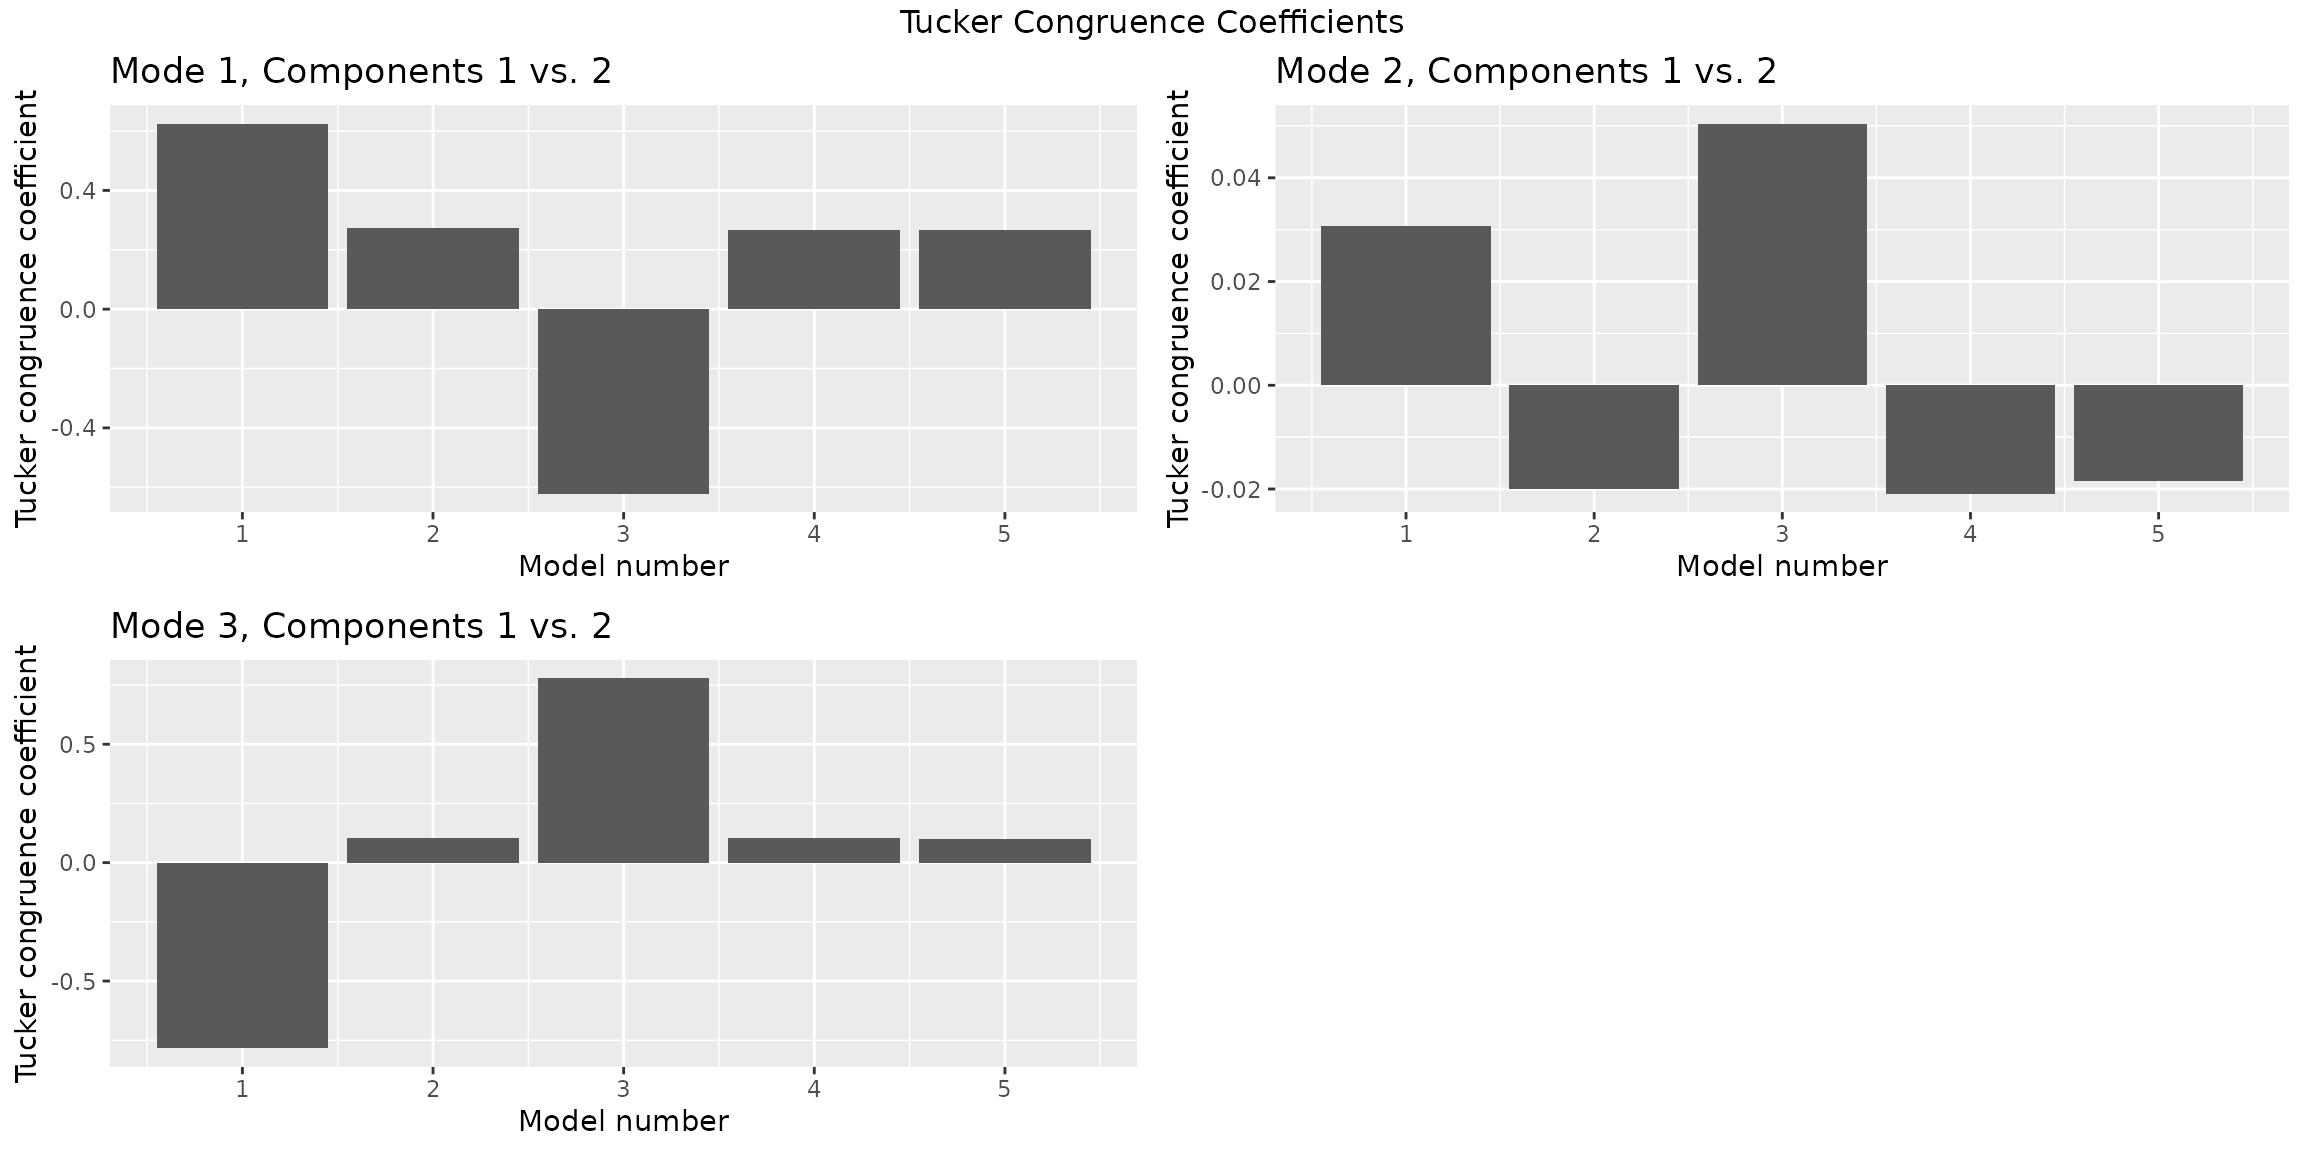 Tucker Congruence Coefficients
Mode 1, Components 1 vs. 2
Tucker congruence coefficient
0.4
0.0
-0.4
1 2 3 4 5
Model number
Mode 2, Components 1 vs. 2
Tucker congruence coefficient
0.04
0.02
0.00
-0.02
1 2 3 4 5
Model number
Mode 3, Components 1 vs. 2
Tucker congruence coefficient
0.5
0.0
-0.5
1 2 3 4 5
Model number